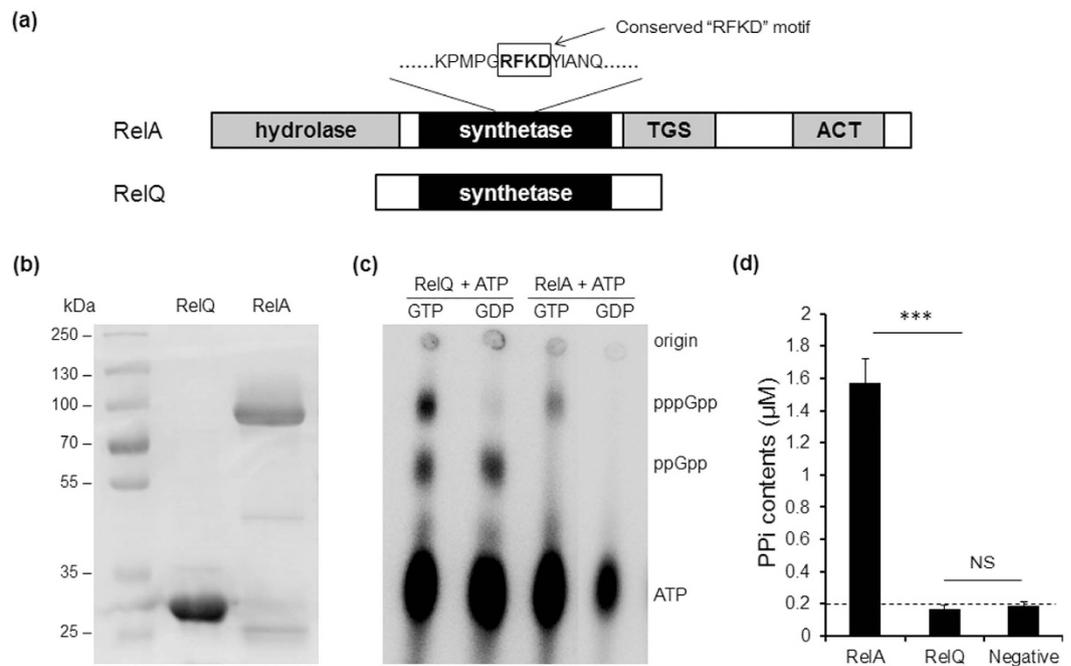 (a)
Conserved “RFKD” motif
......KPMPGRFKDYIANQ......
RelA
hydrolase
synthetase
TGS
ACT
RelQ
synthetase
(b)
kDa
RelQ
RelA
250
130
100
70
55
35
25
(c)
RelQ + ATP RelA + ATP
GTP GDP GTP GDP
origin
pppGpp
ppGpp
ATP
(d)
PPi contents (µM)
2
1.8
1.6
1.4
1.2
1
0.8
0.6
0.4
0.2
0
***
NS
RelA RelQ Negative